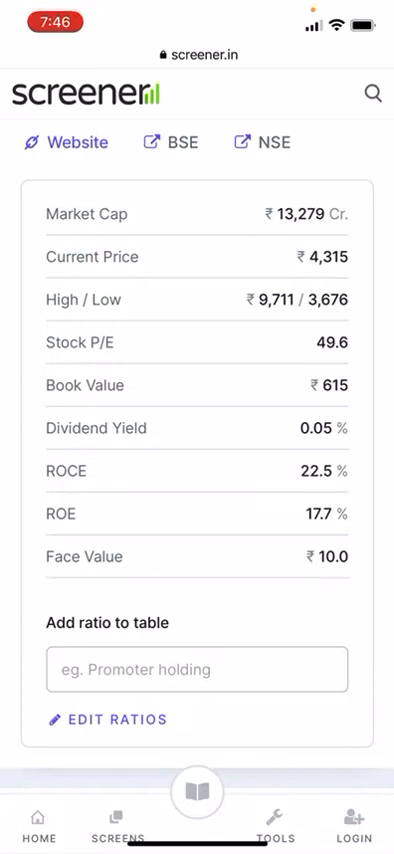 7:46
screener.in
screener
Website BSE NSE
Market Cap ₹ 13,279 Cr.
Current Price ₹ 4,315
High / Low ₹ 9,711 / 3,676
Stock P/E 49.6
Book Value ₹ 615
Dividend Yield 0.05 %
ROCE 22.5 %
ROE 17.7 %
Face Value ₹ 10.0
Add ratio to table
eg. Promoter holding
EDIT RATIOS
HOME SCREENS TOOLS LOGIN